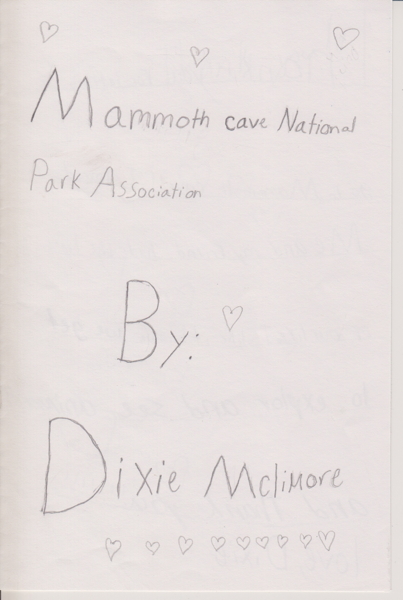 Mammoth cave National
Park Association
By:
Dixie Mclimore